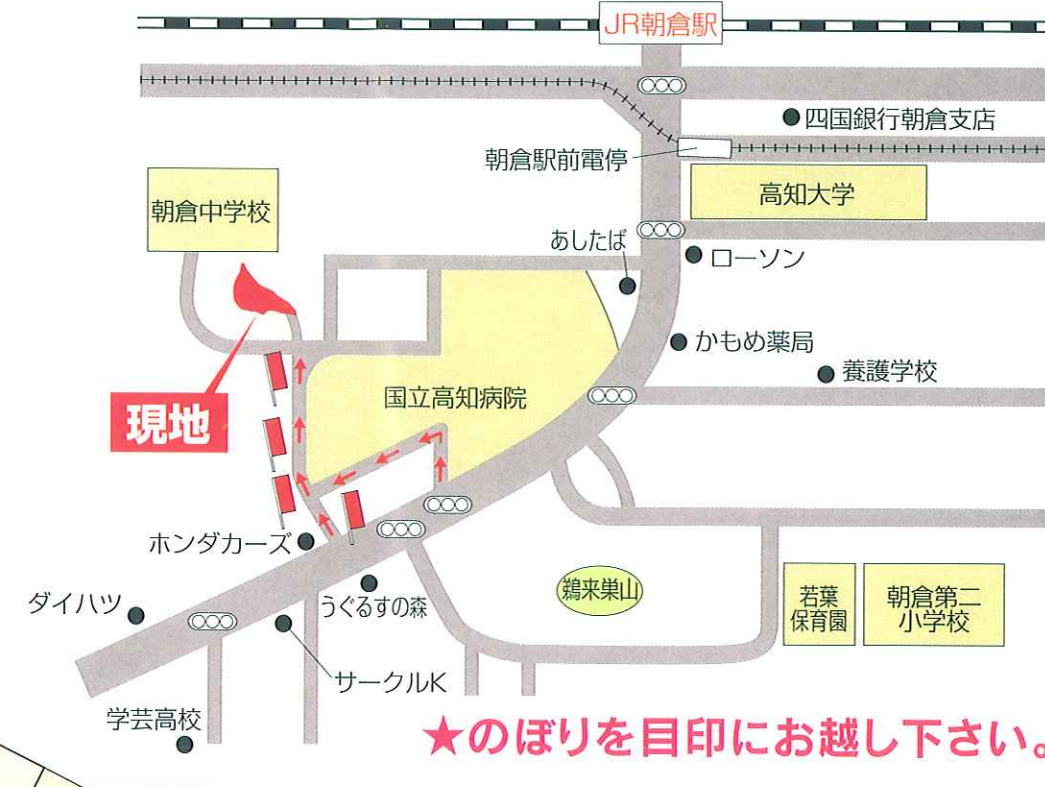 JR朝倉駅
四国銀行朝倉支店
朝倉駅前電停
高知大学
朝倉中学校
あしたば
ローソン
かもめ薬局
養護学校
国立高知病院
現地
ホンダカーズ
ダイハツ
うぐるすの森
鵜来巣山
若葉
保育園
朝倉第二
小学校
サークルK
学芸高校
★のぼりを目印にお越し下さい。